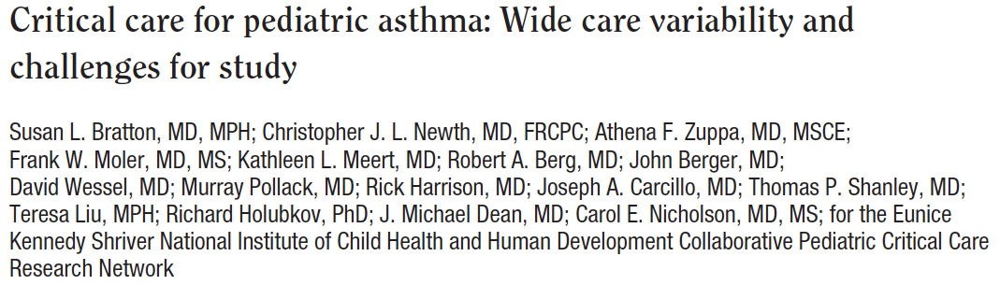 Critical care for pediatric asthma: Wide care variability and
challenges for study
Susan L. Bratton, MD, MPH; Christopher J. L. Newth, MD, FRCPC; Athena F. Zuppa, MD, MSCE;
Frank W. Moler, MD, MS; Kathleen L. Meert, MD; Robert A. Berg, MD; John Berger, MD;
David Wessel, MD; Murray Pollack, MD; Rick Harrison, MD; Joseph A. Carcillo, MD; Thomas P. Shanley, MD;
Teresa Liu, MPH; Richard Holubkov, PhD; J. Michael Dean, MD; Carol E. Nicholson, MD, MS; for the Eunice
Kennedy Shriver National Institute of Child Health and Human Development Collaborative Pediatric Critical Care
Research Network